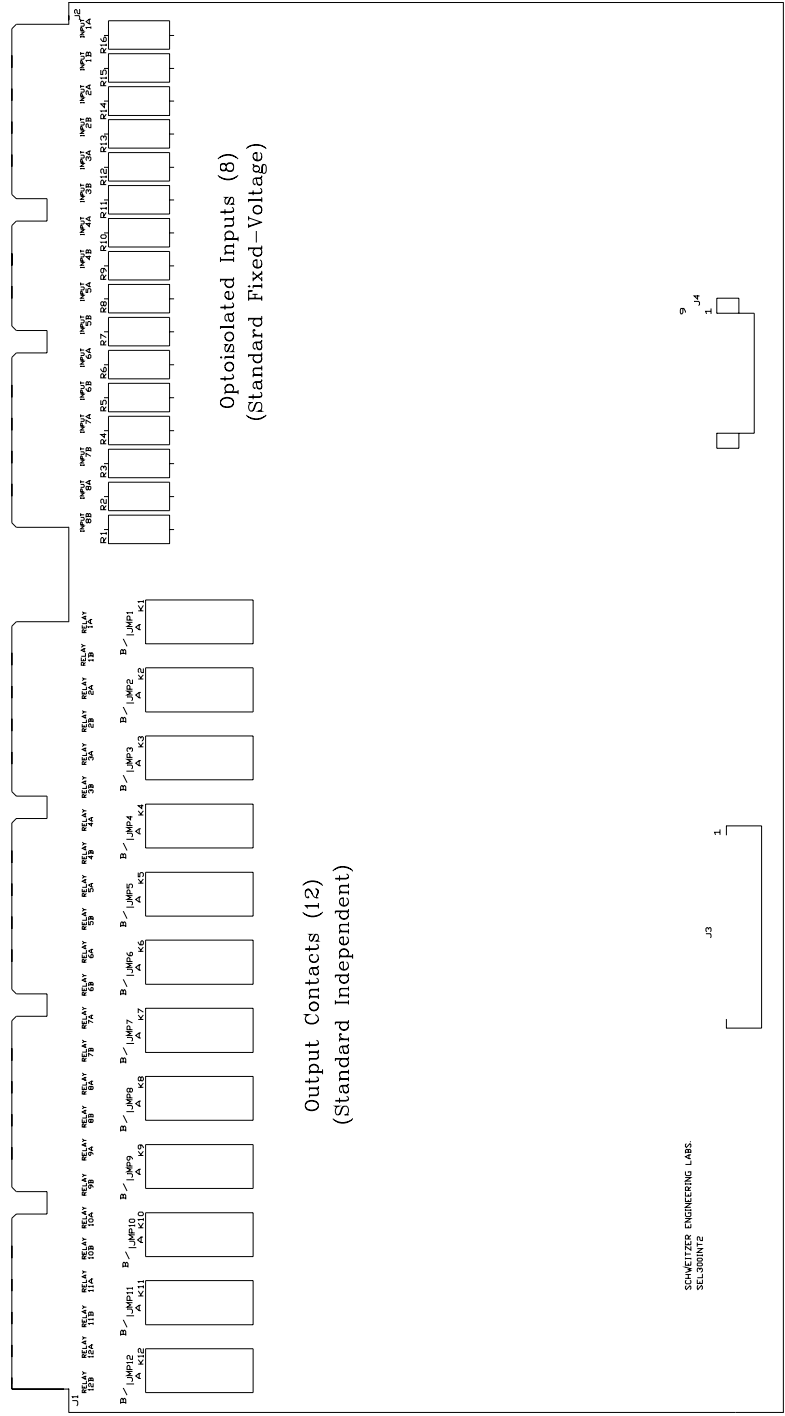 J2
INPUT
1A
R16
INPUT
1B
R15
INPUT
2A
R14
INPUT
2B
R13
INPUT
3A
R12
INPUT
3B
R11
INPUT
4A
R10
INPUT
4B
R9
INPUT
5A
R8
INPUT
5B
R7
INPUT
6A
R6
INPUT
6B
R5
INPUT
7A
R4
INPUT
7B
R3
INPUT
8A
R2
INPUT
8B
R1
Optoisolated Inputs (8)
(Standard Fixed-Voltage)
9
1
J4
RELAY
1A
RELAY
1B
B
JMP1
A
K1
RELAY
2A
RELAY
2B
B
JMP2
A
K2
RELAY
3A
RELAY
3B
B
JMP3
A
K3
RELAY
4A
RELAY
4B
B
JMP4
A
K4
RELAY
5A
RELAY
5B
B
JMP5
A
K5
RELAY
6A
RELAY
6B
B
JMP6
A
K6
RELAY
7A
RELAY
7B
B
JMP7
A
K7
RELAY
8A
RELAY
8B
B
JMP8
A
K8
RELAY
9A
RELAY
9B
B
JMP9
A
K9
RELAY
10A
RELAY
10B
B
JMP10
A
K10
RELAY
11A
RELAY
11B
B
JMP11
A
K11
RELAY
12A
RELAY
12B
B
JMP12
A
K12
J1
Output Contacts (12)
(Standard Independent)
1
J3
SCHWEITZER ENGINEERING LABS.
SEL300INT2